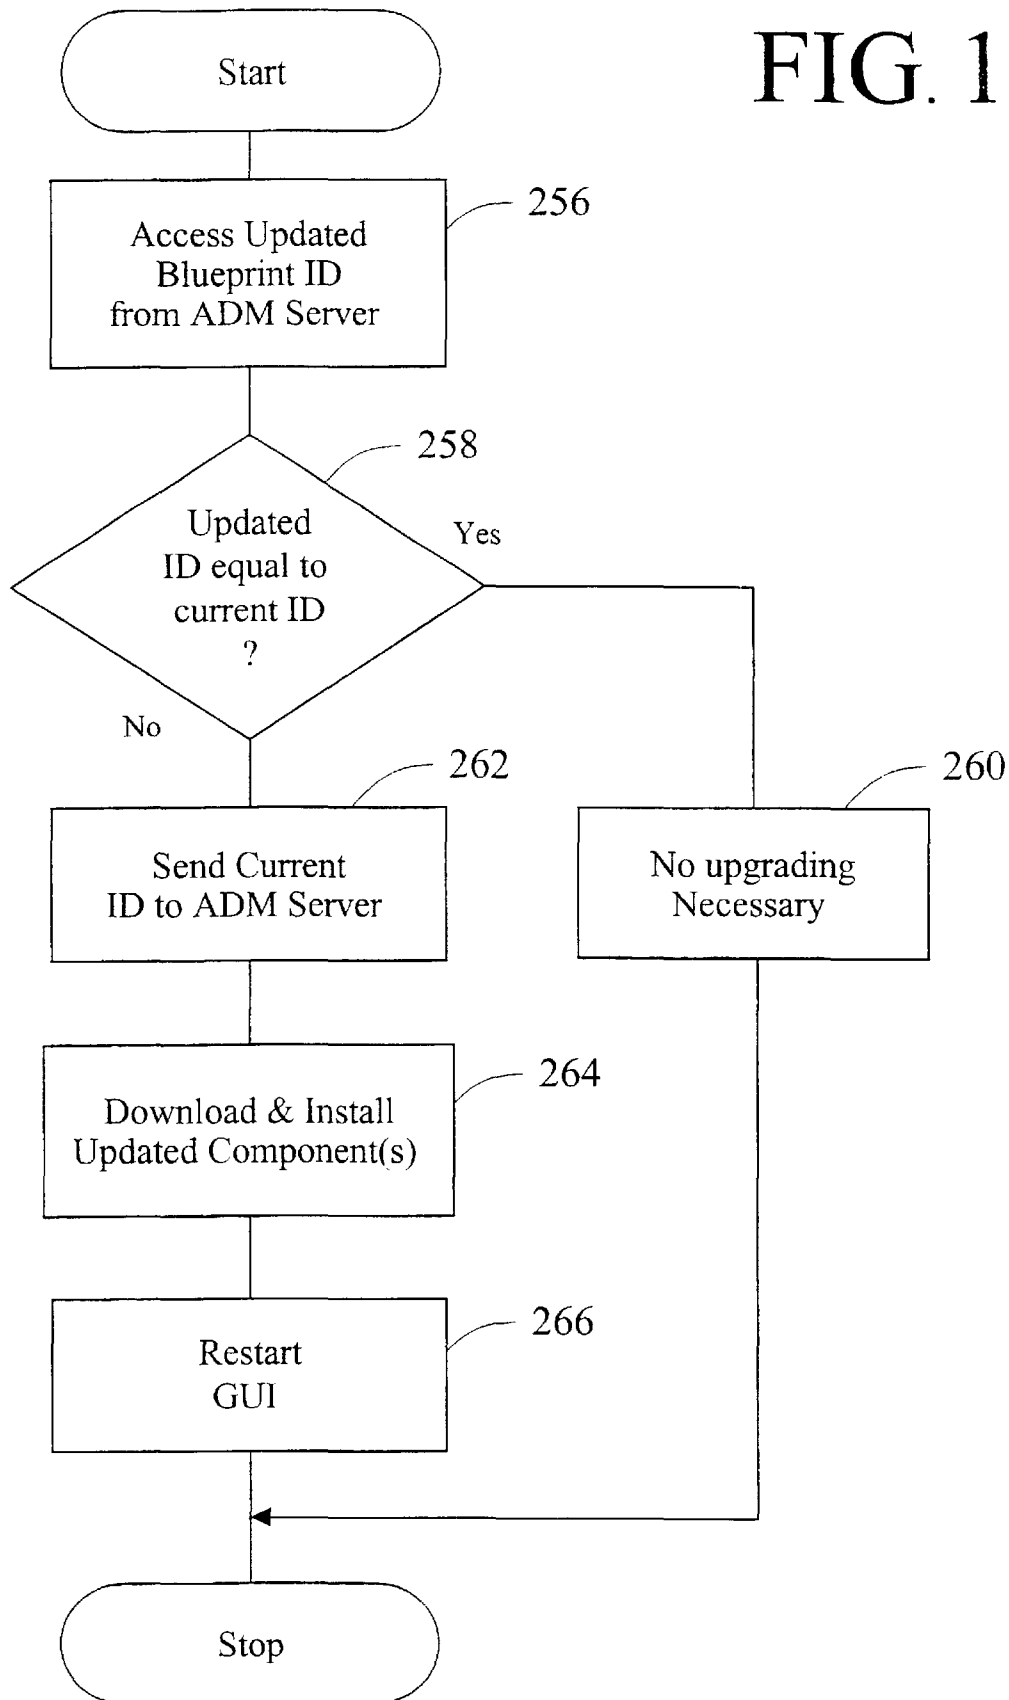 FIG. 1
Start
256
Access Updated
Blueprint ID
from ADM Server
258
Updated
ID equal to
current ID
?
Yes
No
262
Send Current
ID to ADM Server
260
No upgrading
Necessary
264
Download & Install
Updated Component(s)
266
Restart
GUI
Stop